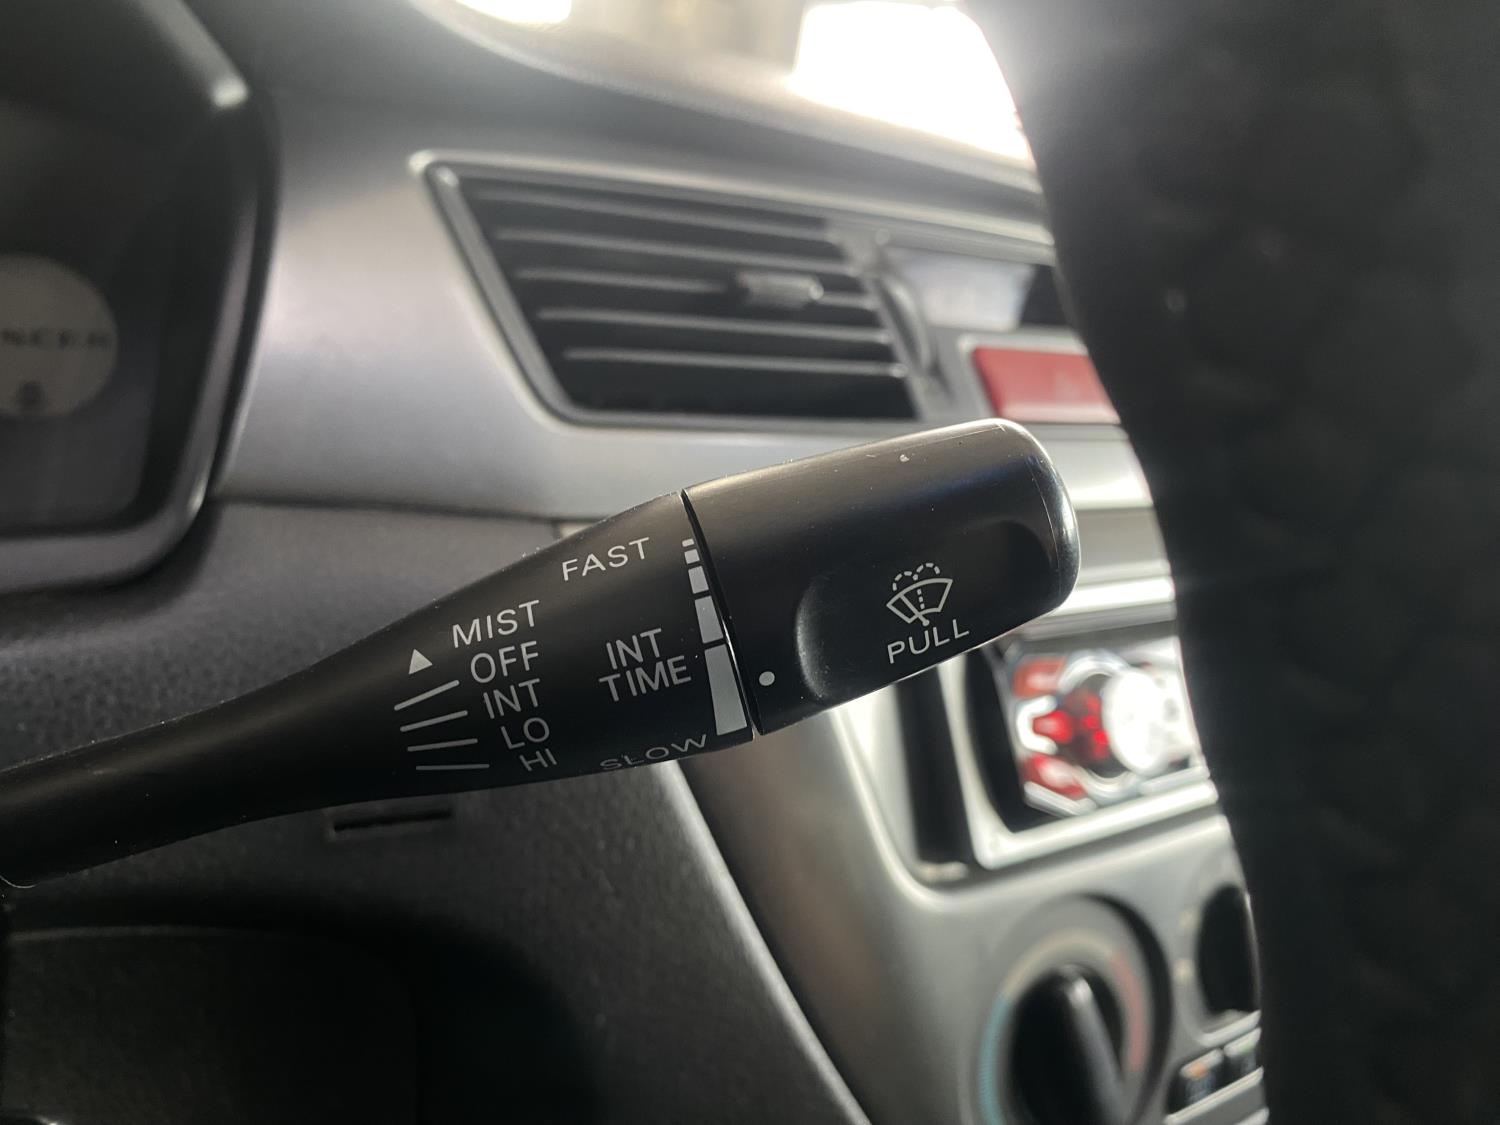 FAST
MIST
OFF
INT
LO
HI
INT
TIME
SLOW
PULL